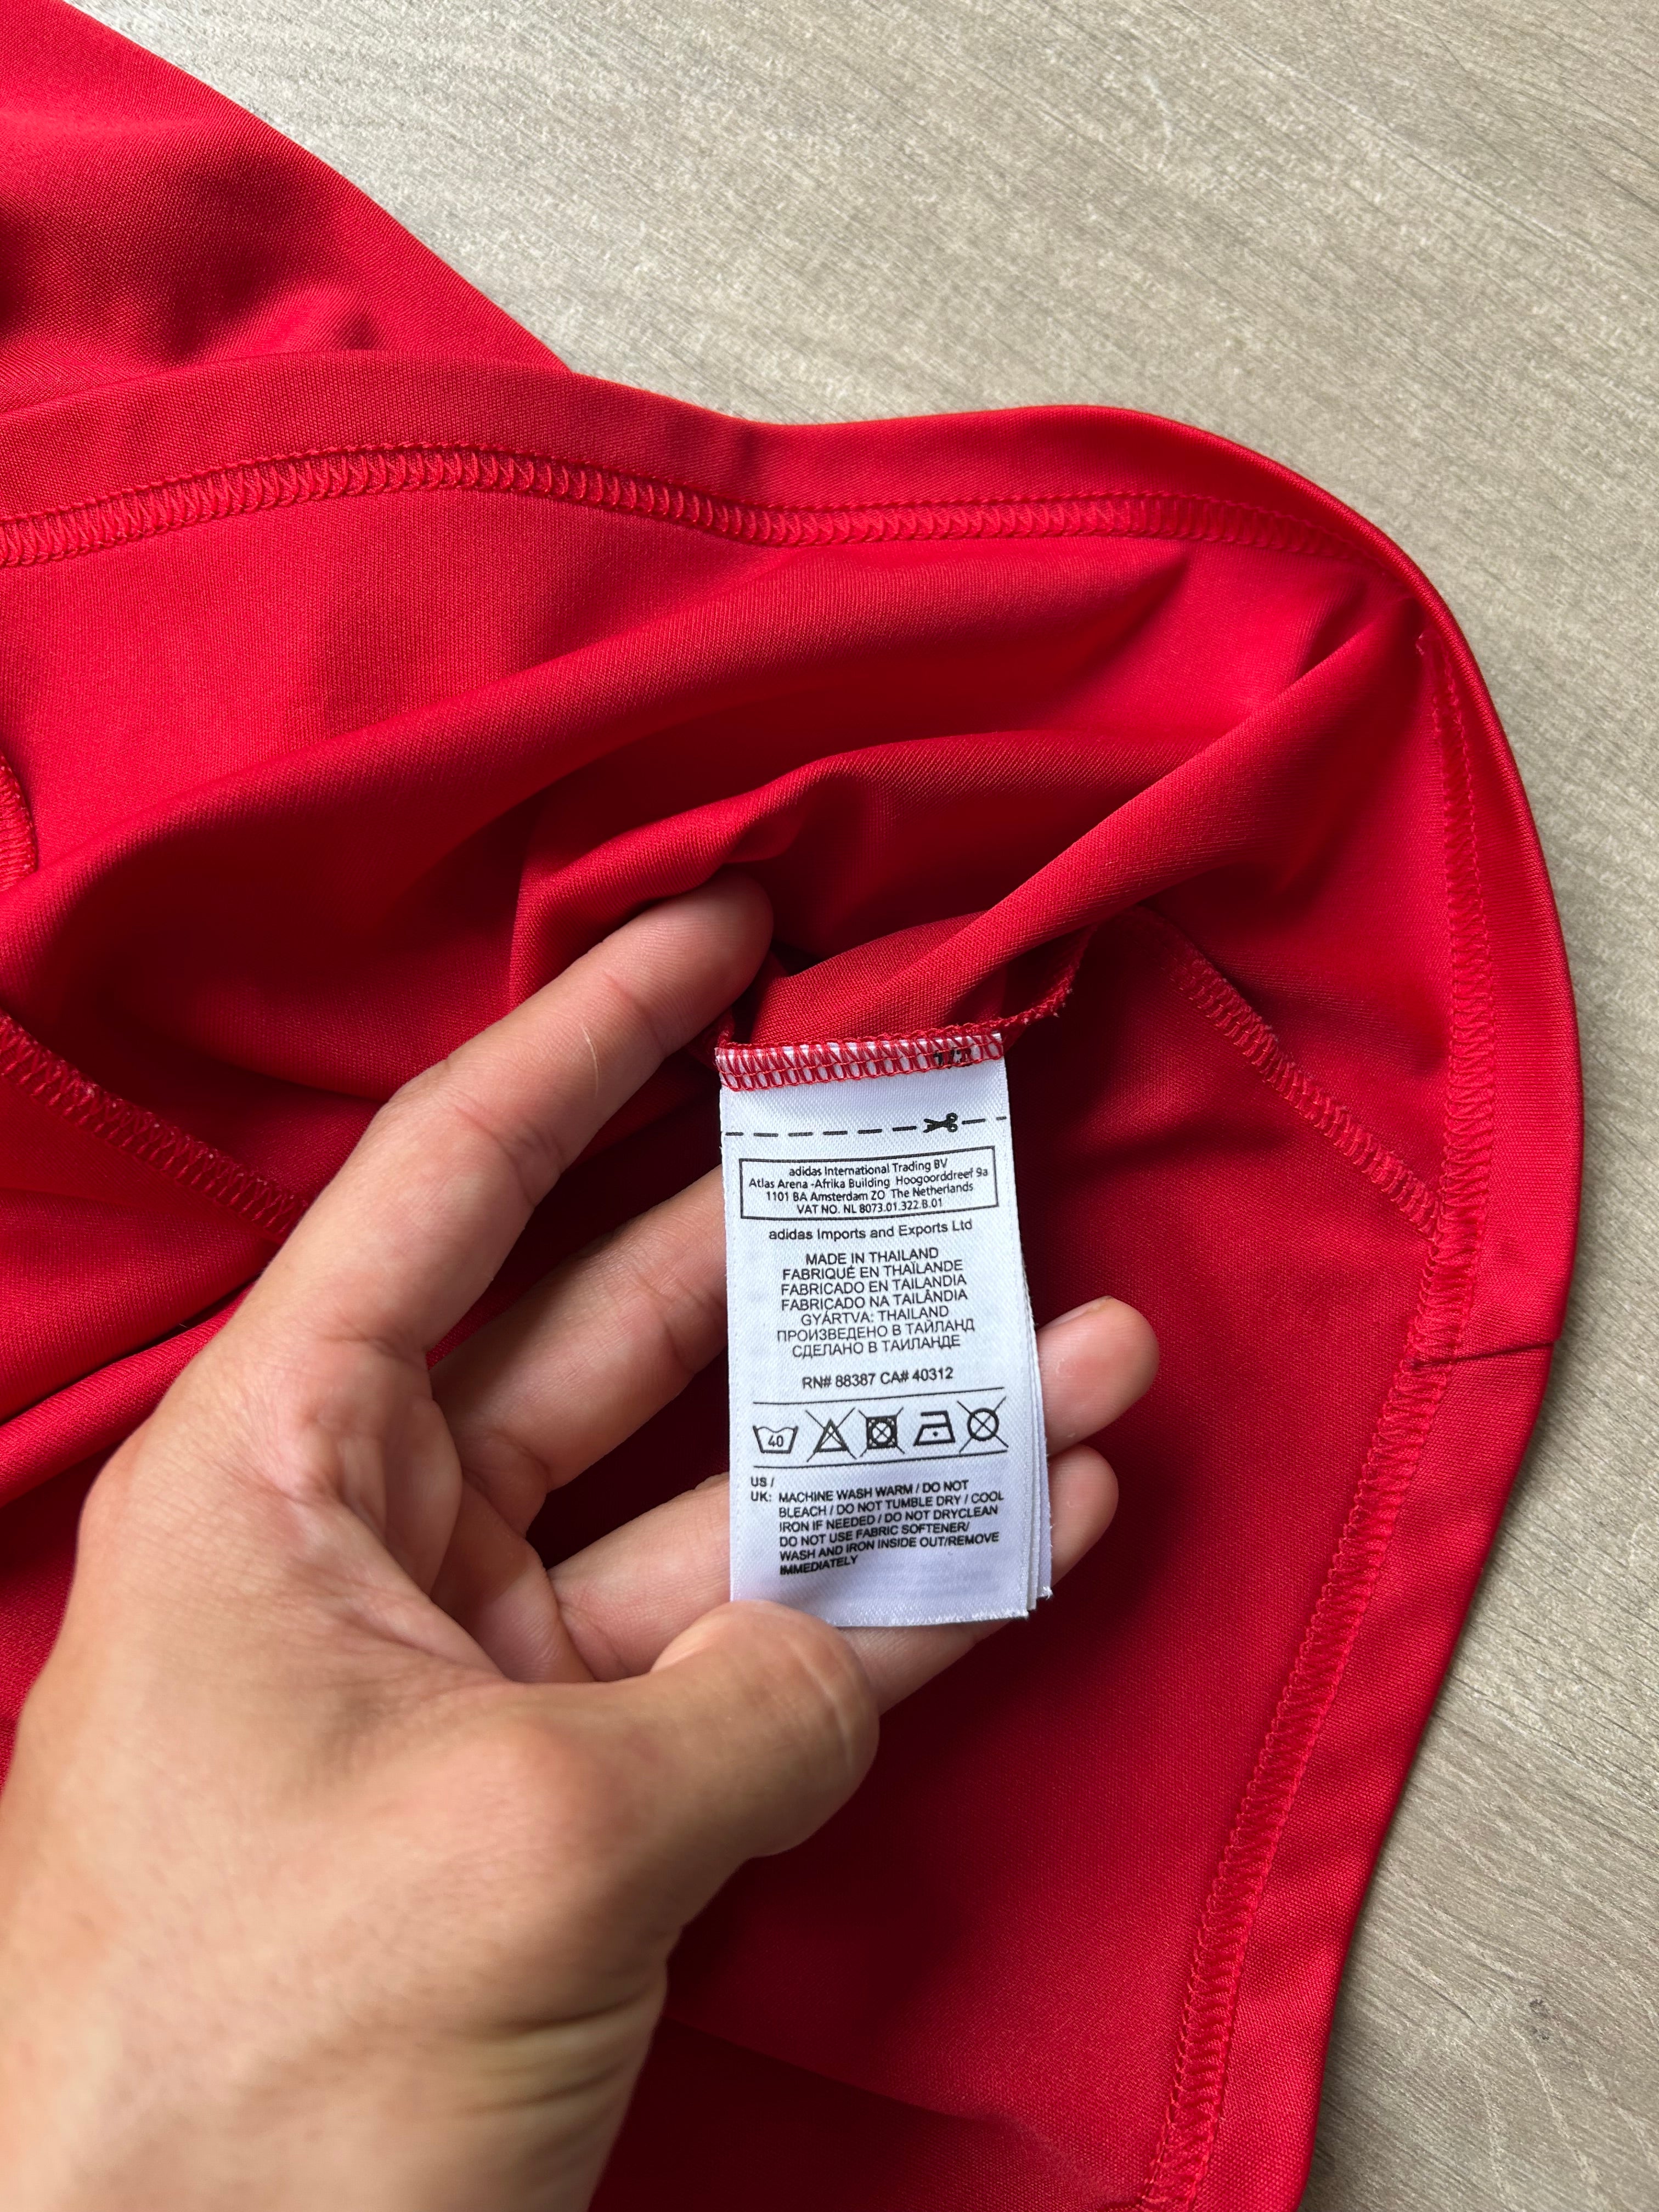 adidas International Trading BV
Atlas Arena -Afrika Building Hoogoorddreef 9a
1101 BA Amsterdam ZO The Netherlands
VAT NO. NL 8073.01.322.B.01
adidas Imports and Exports Ltd
MADE IN THAILAND
FABRIQUÉ EN THAÏLANDE
FABRICADO EN TAILANDIA
FABRICADO NA TAILÂNDIA
GYÁRTVA: THAILAND
ПРОИЗВЕДЕНО В ТАЙЛАНД
СДЕЛАНО В ТАИЛАНДЕ
RN# 88387 CA# 40312
40
US /
UK: MACHINE WASH WARM / DO NOT
BLEACH / DO NOT TUMBLE DRY / COOL
IRON IF NEEDED / DO NOT DRYCLEAN
DO NOT USE FABRIC SOFTENER/
WASH AND IRON INSIDE OUT/REMOVE
IMMEDIATELY